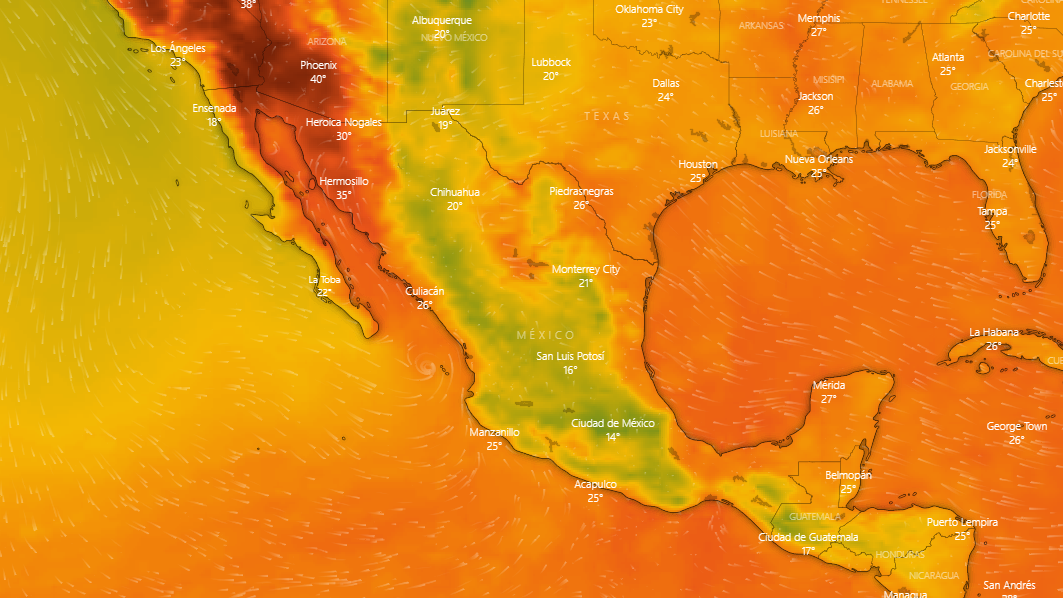 38°
Albuquerque
20°
NUEVO MÉXICO
Oklahoma City
23°
ARKANSAS
TENNESSEE
Memphis
27°
Charlotte
25°
Los Ángeles
23°
ARIZONA
Phoenix
40°
Lubbock
20°
Dallas
24°
MISISIPI
ALABAMA
Atlanta
25°
GEORGIA
CAROLINA DEL SU
Charlest
25°
Ensenada
18°
Heroica Nogales
30°
Juárez
19°
TEXAS
Jackson
26°
LUISIANA
Jacksonville
24°
Houston
25°
Nueva Orleans
25°
Hermosillo
35°
Chihuahua
20°
Piedrasnegras
26°
FLORIDA
Tampa
25°
La Toba
22°
Culiacán
26°
Monterrey City
21°
MÉXICO
San Luis Potosí
16°
La Habana
26°
CUB
Mérida
27°
Manzanillo
25°
Ciudad de México
14°
George Town
26°
Acapulco
25°
Belmopán
25°
GUATEMALA
Ciudad de Guatemala
17°
Puerto Lempira
25°
HONDURAS
NICARAGUA
San Andrés
Managua